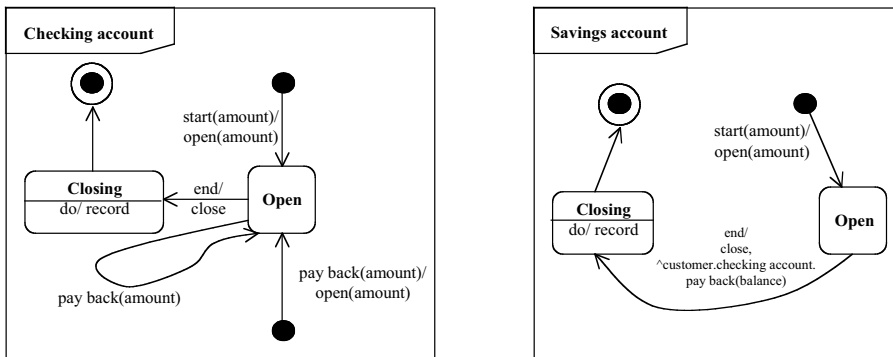 Checking account
start(amount)/
open(amount)
Closing
do/ record
end/
close
Open
pay back(amount)
pay back(amount)/
open(amount)
Savings account
start(amount)/
open(amount)
Closing
do/ record
Open
end/
close,
^customer.checking account.
pay back(balance)